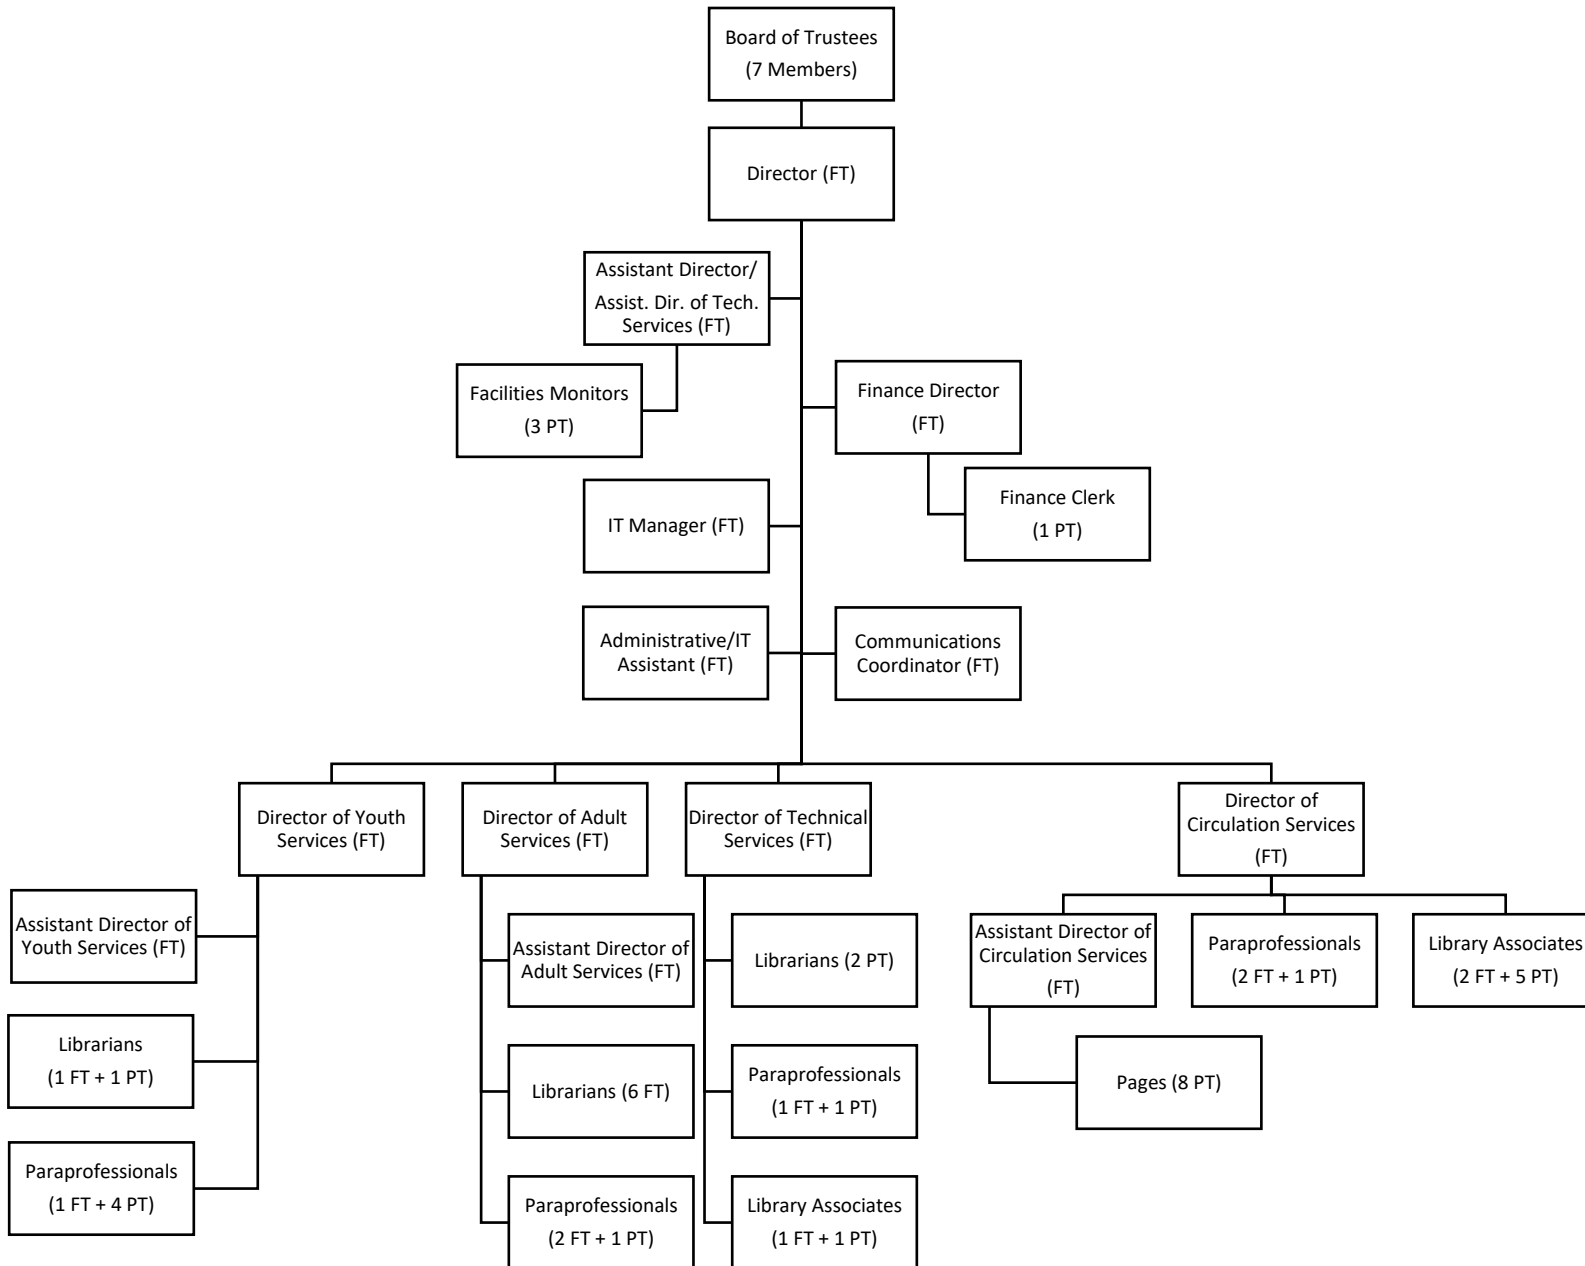 Board of Trustees
(7 Members)
Director (FT)
Assistant Director/
Assist. Dir. of Tech.
Services (FT)
Facilities Monitors
(3 PT)
Finance Director
(FT)
Finance Clerk
(1 PT)
IT Manager (FT)
Administrative/IT
Assistant (FT)
Communications
Coordinator (FT)
Director of Youth
Services (FT)
Director of Adult
Services (FT)
Director of Technical
Services (FT)
Director of
Circulation Services
(FT)
Assistant Director of
Youth Services (FT)
Librarians
(1 FT + 1 PT)
Paraprofessionals
(1 FT + 4 PT)
Assistant Director of
Adult Services (FT)
Librarians (6 FT)
Paraprofessionals
(2 FT + 1 PT)
Librarians (2 PT)
Paraprofessionals
(1 FT + 1 PT)
Library Associates
(1 FT + 1 PT)
Assistant Director of
Circulation Services
(FT)
Pages (8 PT)
Paraprofessionals
(2 FT + 1 PT)
Library Associates
(2 FT + 5 PT)